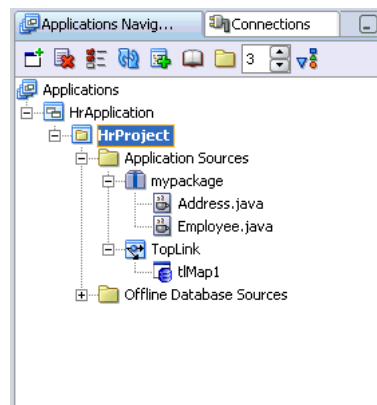 Applications Navig... Connections
3
Applications
HrApplication
HrProject
Application Sources
mypackage
Address.java
Employee.java
TopLink
tlMap1
Offline Database Sources